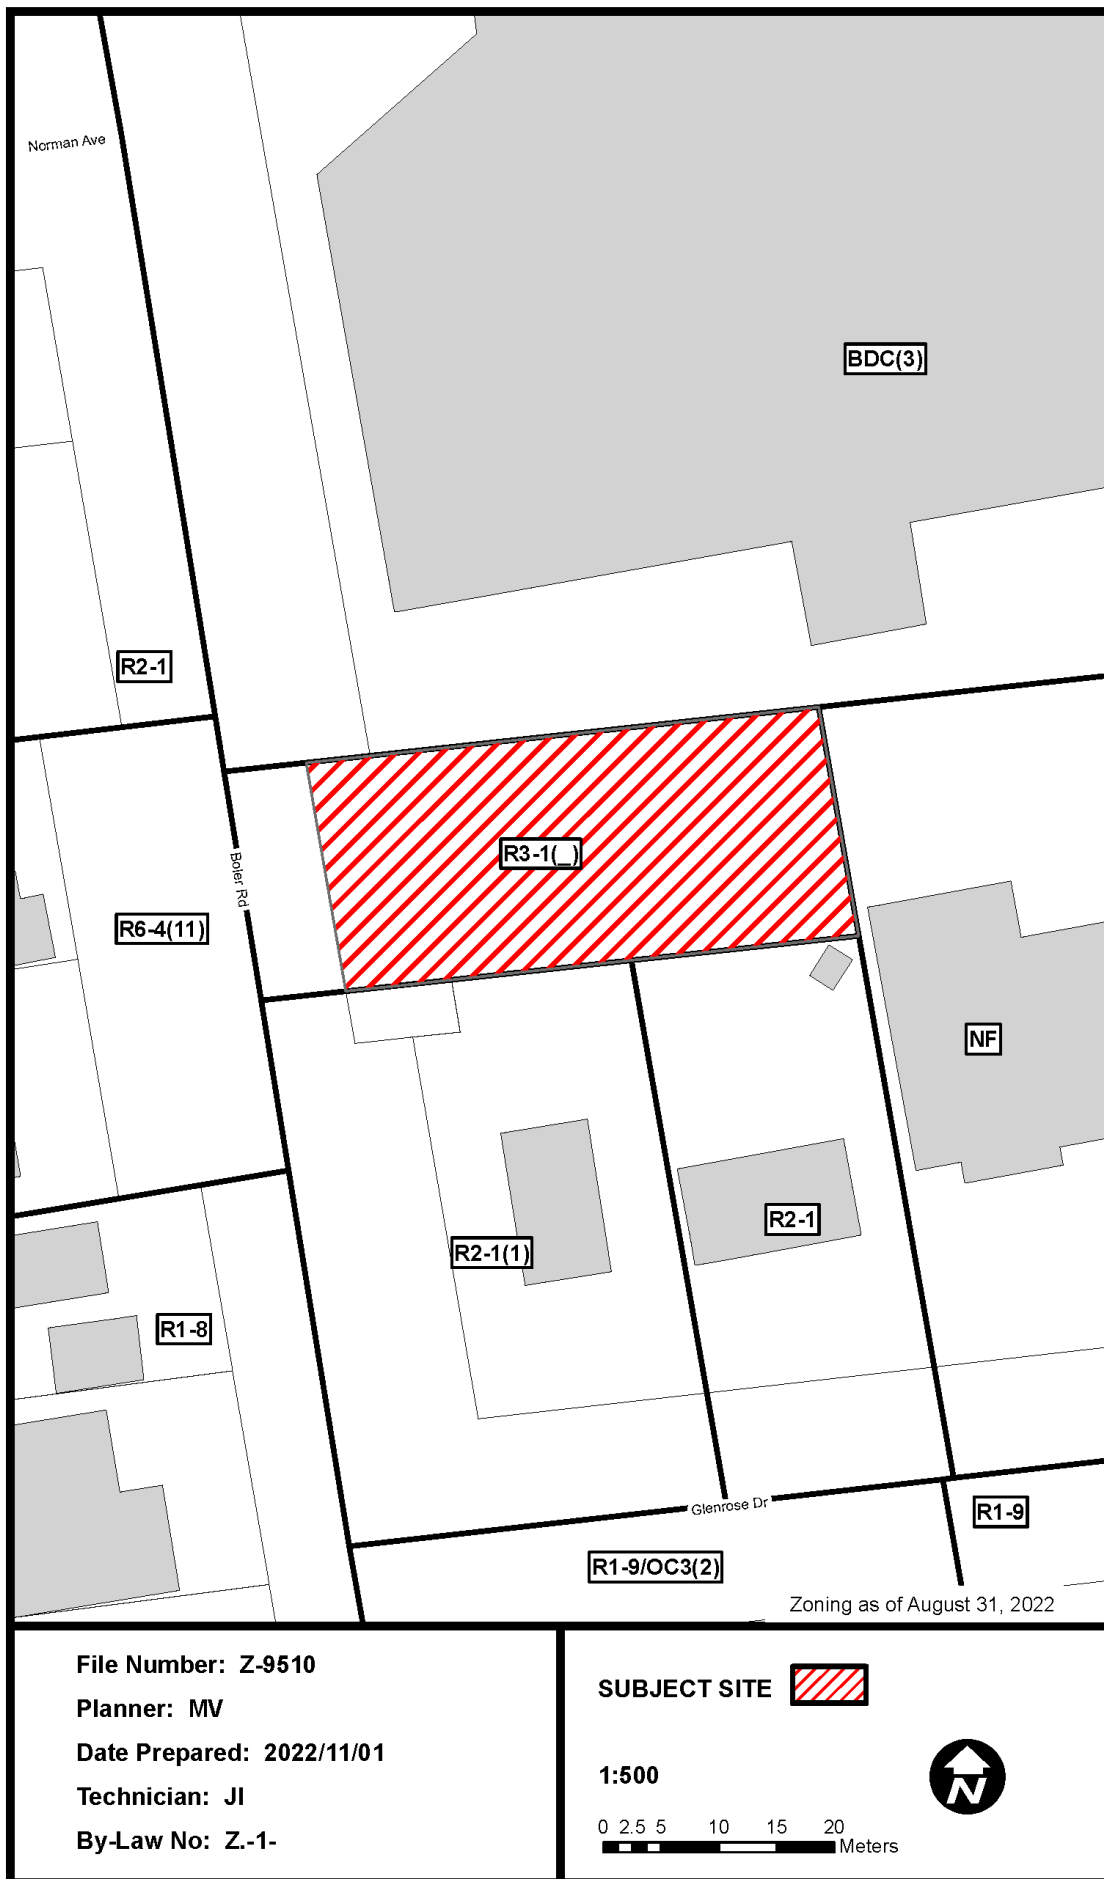 Norman Ave
BDC(3)
R2-1
R3-1(_)
Boler Rd
R6-4(11)
NF
R2-1
R2-1(1)
R1-8
Glenrose Dr
R1-9
R1-9/OC3(2)
Zoning as of August 31, 2022
File Number: Z-9510
Planner: MV
Date Prepared: 2022/11/01
Technician: JI
By-Law No: Z.-1-
SUBJECT SITE
1:500
N
0 2.5 5 10 15 20
Meters